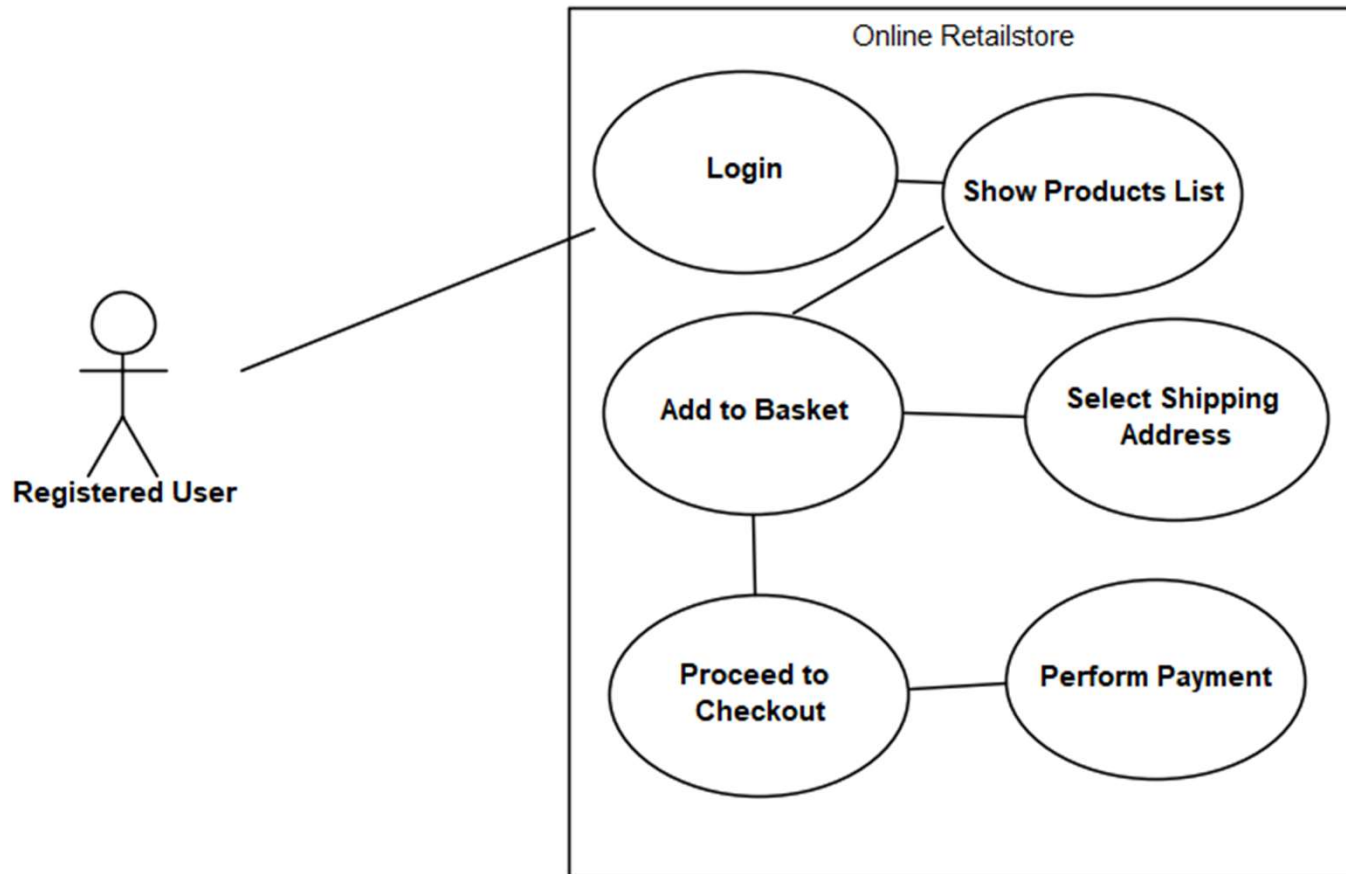 Online Retailstore
Login
Show Products List
Add to Basket
Select Shipping
Address
Registered User
Proceed to
Checkout
Perform Payment